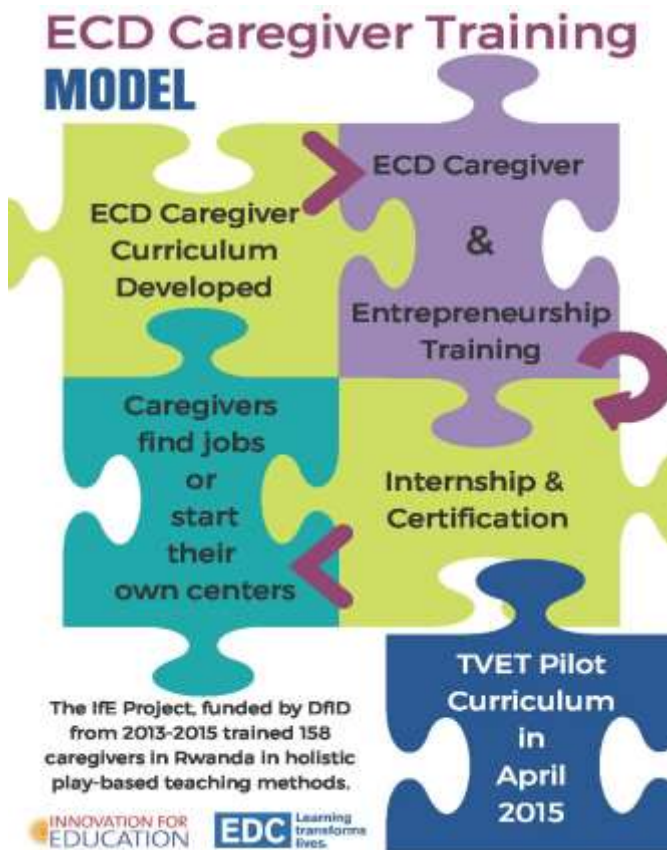 ECD Caregiver Training
MODEL
ECD Caregiver
Curriculum
Developed
ECD Caregiver
&
Entrepreneurship
Training
Internship &
Certification
Caregivers
find jobs
or
start
their
own centers
TVET Pilot
Curriculum
in
April
2015
The IfE Project, funded by DfID
from 2013-2015 trained 158
caregivers in Rwanda in holistic
play-based teaching methods.
INNOVATION FOR
EDUCATION
EDC
Learning
transforms
lives.